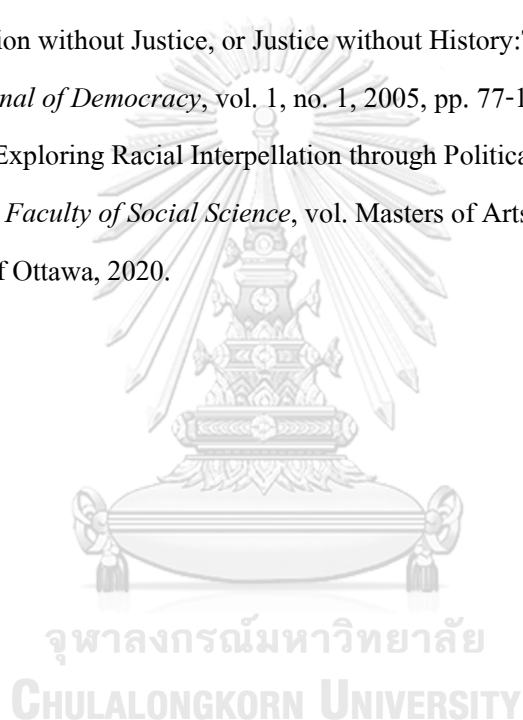 ion without Justice, or Justice without History:
nal of Democracy, vol. 1, no. 1, 2005, pp. 77-1
Exploring Racial Interpellation through Politica
Faculty of Social Science, vol. Masters of Arts
f Ottawa, 2020.
จุฬาลงกรณ์มหาวิทยาลัย
CHULALONGKORN UNIVERSITY